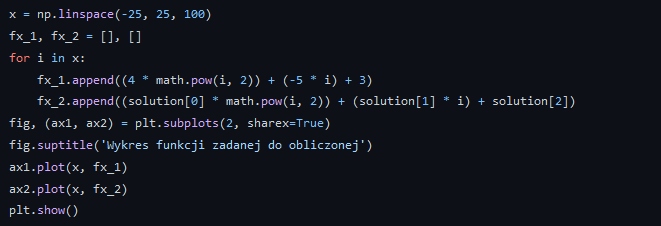 x = np.linspace(-25, 25, 100)
fx_1, fx_2 = [], []
for i in x:
    fx_1.append((4 * math.pow(i, 2)) + (-5 * i) + 3)
    fx_2.append((solution[0] * math.pow(i, 2)) + (solution[1] * i) + solution[2])
fig, (ax1, ax2) = plt.subplots(2, sharex=True)
fig.suptitle('Wykres funkcji zadanej do obliczonej')
ax1.plot(x, fx_1)
ax2.plot(x, fx_2)
plt.show()